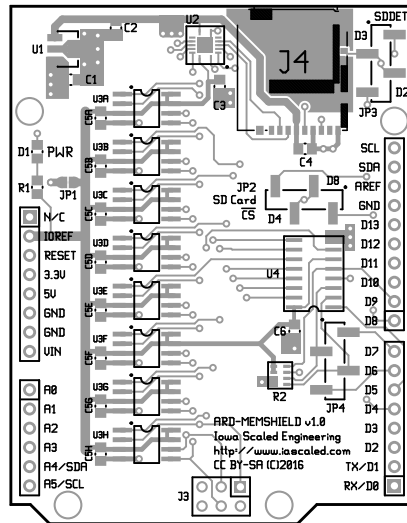 SDDET
U2
U1
C2
D3
J4
C1
D2
U3A
C3
JP3
C5A
D1
PWR
U3B
C4
SCL
C5B
SDA
R1
JP1
U3C
JP2
D8
AREF
SD Card
N/C
C5C
CS
D4
GND
IOREF
U3D
D13
D12
RESET
C5D
U4
D11
3.3V
U3E
D10
5V
C5E
D9
GND
U3F
C6
D8
GND
VIN
C5F
D7
R2
D6
A0
U3G
D5
JP4
A1
C5G
D4
ARD-MEMSHIELD v1.0
A2
U3H
Iowa Scaled Engineering
D3
A3
http://www.iascaled.com
D2
C5H
CC BY-SA (C)2016
A4/SDA
TX/D1
A5/SCL
J3
RX/D0